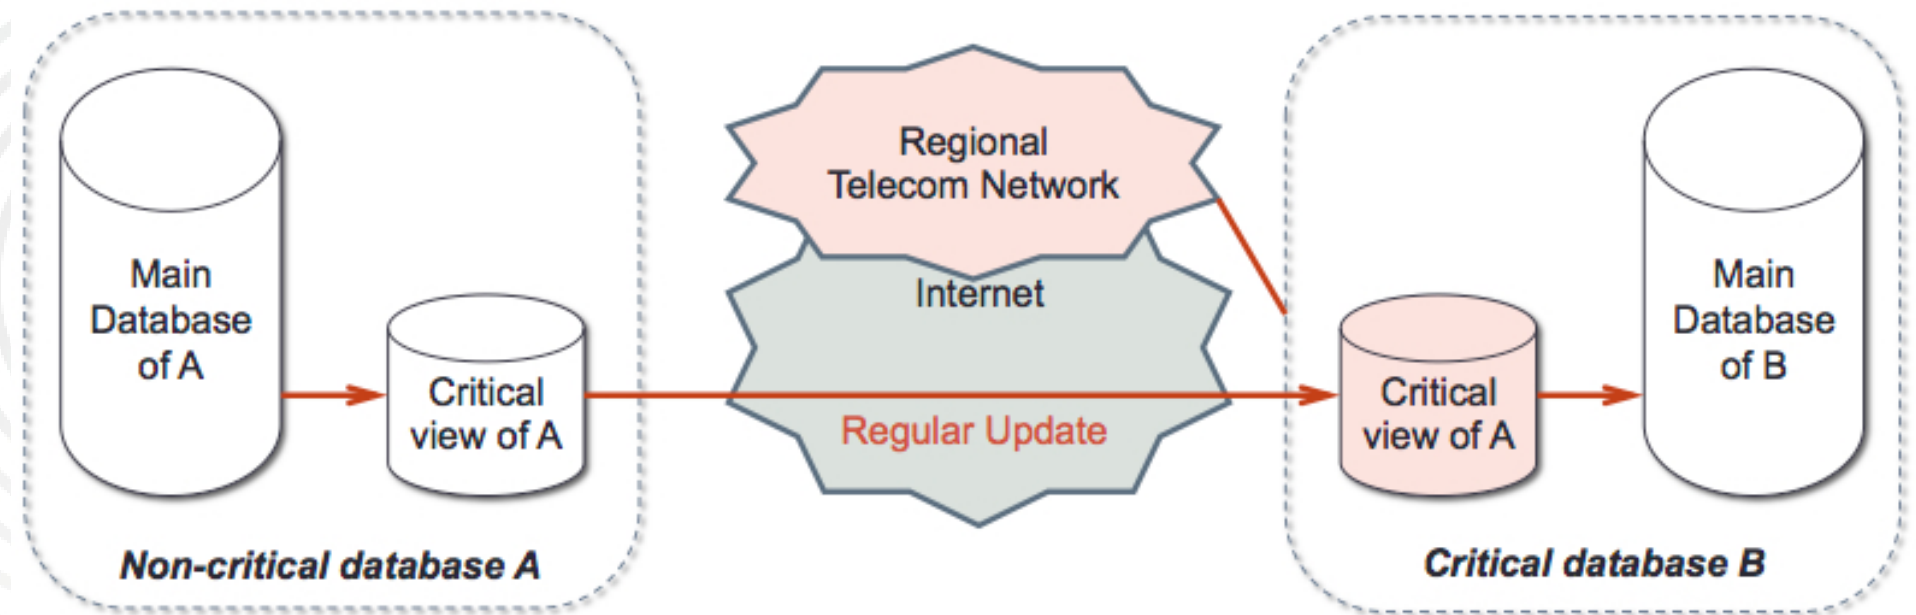 Main
Database
of A
Critical
view of A
Non-critical database A
Regional
Telecom Network
Internet
Regular Update
Critical
view of A
Main
Database
of B
Critical database B